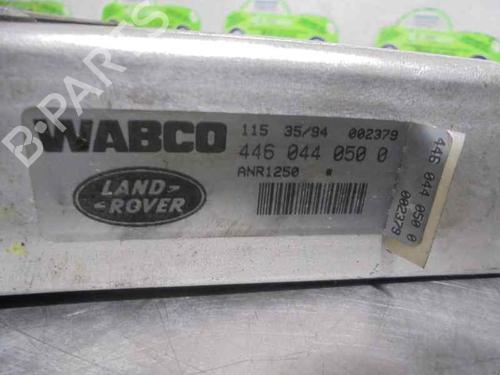 WABCO
115 35/94 002379
446 044 050 0
ANR1250 *
LAND-
-ROVER
446 044 050 0
002379
B-PARTS